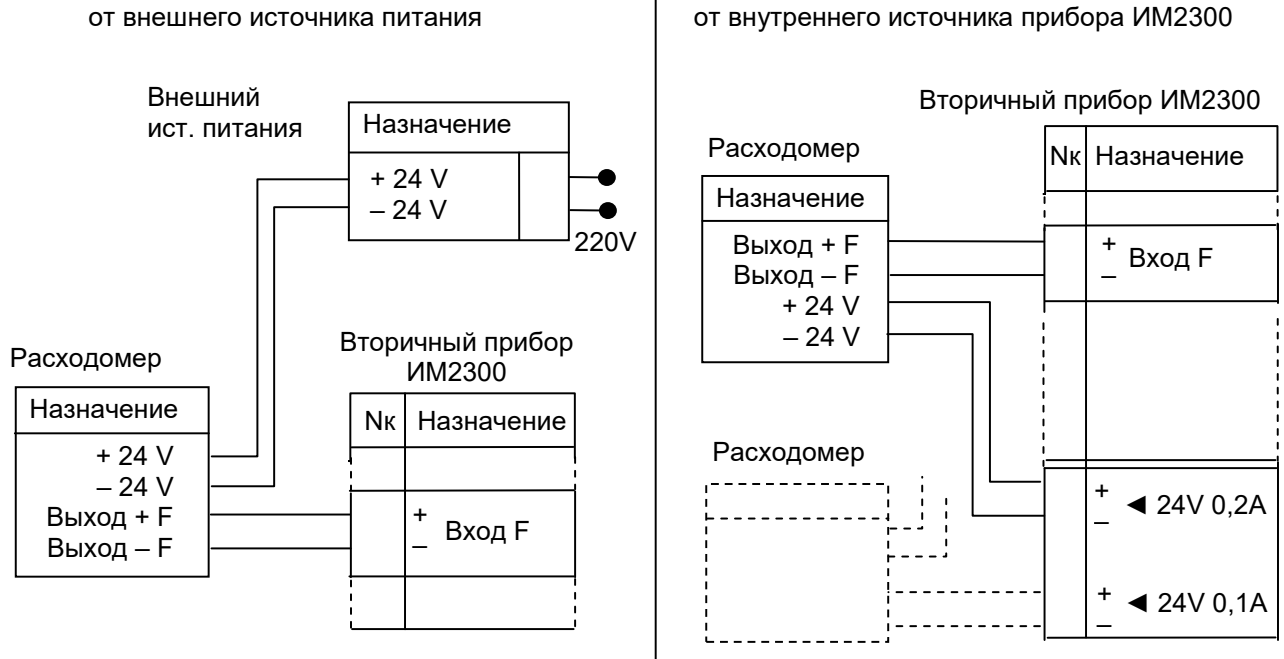 от внешнего источника питания
Внешний
ист. питания
Назначение
+ 24 V
– 24 V
220V
Расходомер
Назначение
+ 24 V
– 24 V
Выход + F
Выход – F
Вторичный прибор
ИМ2300
Nк Назначение
+
– Вход F
от внутреннего источника прибора ИМ2300
Вторичный прибор ИМ2300
Nк Назначение
+
– Вход F
Расходомер
Назначение
Выход + F
Выход – F
+ 24 V
– 24 V
Расходомер
+
– ◄ 24V 0,2A
+
– ◄ 24V 0,1A